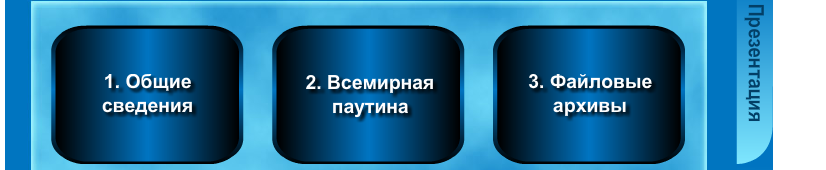 1. Общие
сведения
2. Всемирная
паутина
3. Файловые
архивы
Презентация